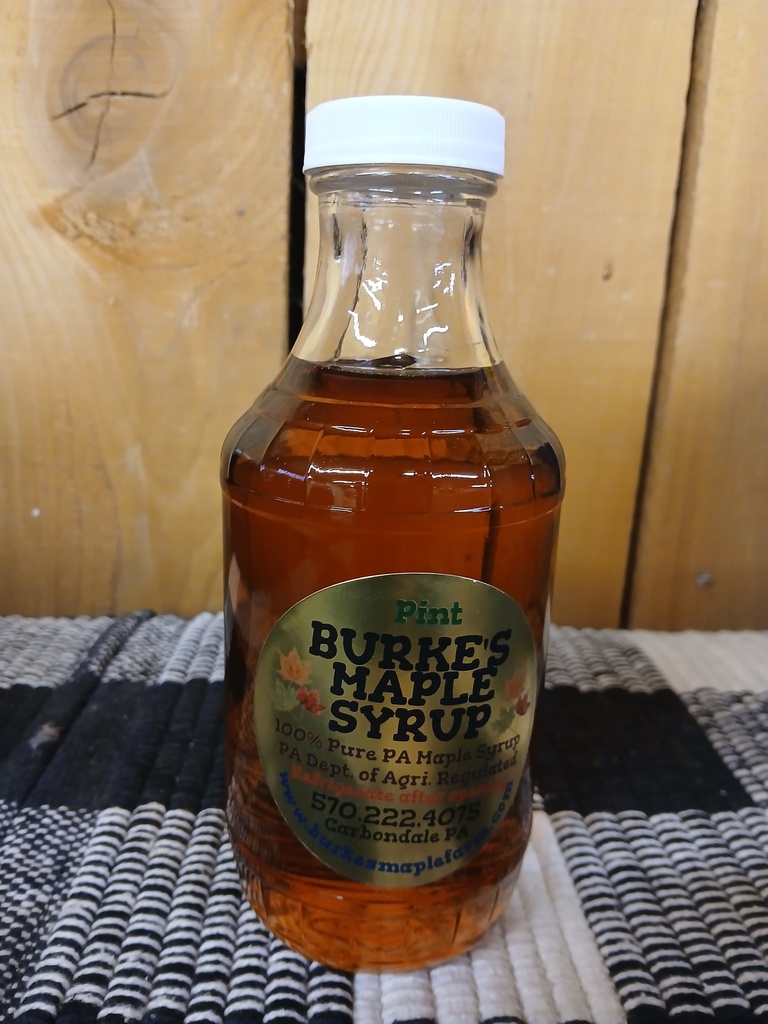 Pint
BURKE'S
MAPLE
SYRUP
100% Pure PA Maple Syrup
PA Dept. of Agri. Regulated
Refrigerate after
570.222.4075
Carbondale PA
www.burkesmaplefarm.com